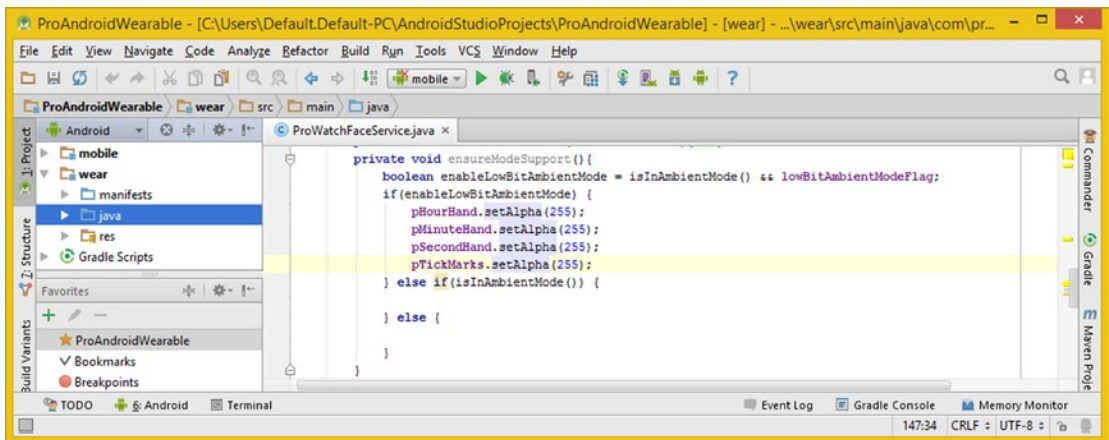 ProAndroidWearable - [C:\Users\Default.Default-PC\AndroidStudioProjects\ProAndroidWearable] - [wear] - ...\wear\src\main\java\com\pr...
File Edit View Navigate Code Analyze Refactor Build Run Tools VCS Window Help
mobile
ProAndroidWearable wear src main java
Android
ProWatchFaceService.java
1: Project
Z: Structure
Build Variants
mobile
wear
manifests
java
res
Gradle Scripts
Favorites
ProAndroidWearable
Bookmarks
Breakpoints
private void ensureModeSupport(){
boolean enableLowBitAmbientMode = isInAmbientMode() && lowBitAmbientModeFlag;
if(enableLowBitAmbientMode) {
pHourHand.setAlpha(255);
pMinuteHand.setAlpha(255);
pSecondHand.setAlpha(255);
pTickMarks.setAlpha(255);
} else if(isInAmbientMode()) {
} else {
}
}
Commander
Gradle
Maven Proje
TODO 6: Android Terminal Event Log Gradle Console Memory Monitor
147:34 CRLF UTF-8